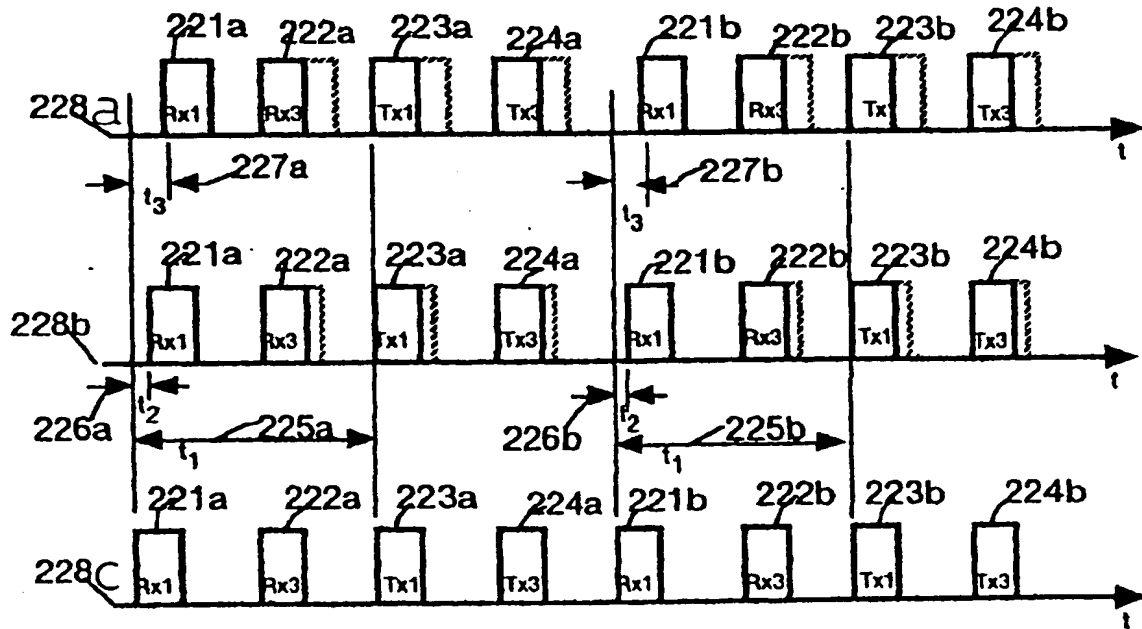 221a 222a 223a 224a 221b 222b 223b 224b
228a Rx1 Rx3 Tx1 Tx3 Rx1 Rx3 Tx1 Tx3
t
227a 227b
t3 t3
221a 222a 223a 224a 221b 222b 223b 224b
228b Rx1 Rx3 Tx1 Tx3 Rx1 Rx3 Tx1 Tx3
t
t2 t2
226a 225a 226b 225b
t1 t1
221a 222a 223a 224a 221b 222b 223b 224b
228C Rx1 Rx3 Tx1 Tx3 Rx1 Rx3 Tx1 Tx3
t